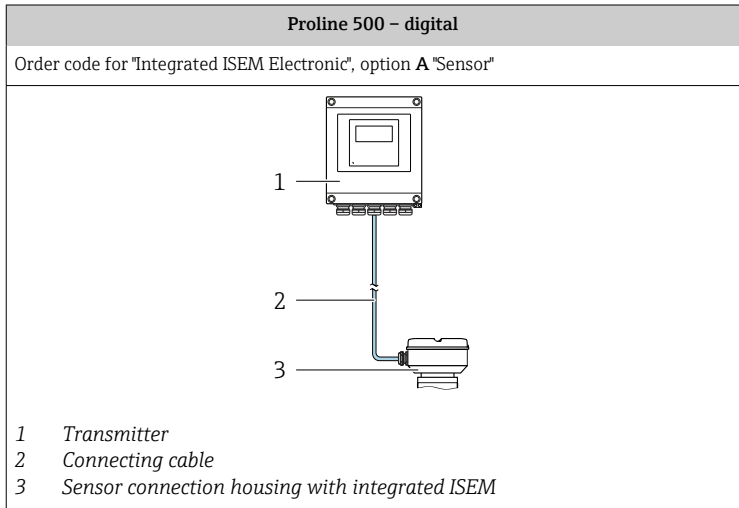 Proline 500 – digital
Order code for "Integrated ISEM Electronic", option A "Sensor"
1
2
3
1 Transmitter
2 Connecting cable
3 Sensor connection housing with integrated ISEM